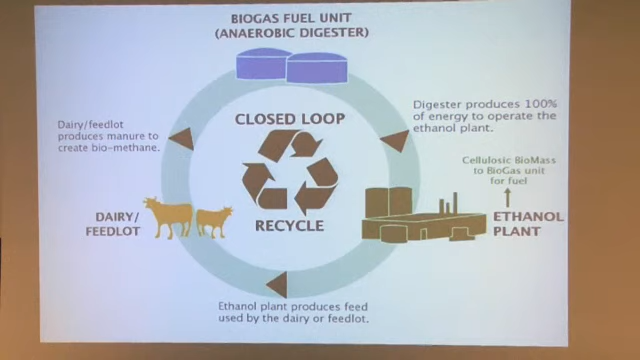 BIOGAS FUEL UNIT
(ANAEROBIC DIGESTER)
Dairy/feedlot
produces manure to
create bio-methane.
CLOSED LOOP
RECYCLE
Digester produces 100%
of energy to operate the
ethanol plant.
Cellulosic BioMass
to BioGas unit
for fuel
DAIRY/
FEEDLOT
ETHANOL
PLANT
Ethanol plant produces feed
used by the dairy or feedlot.